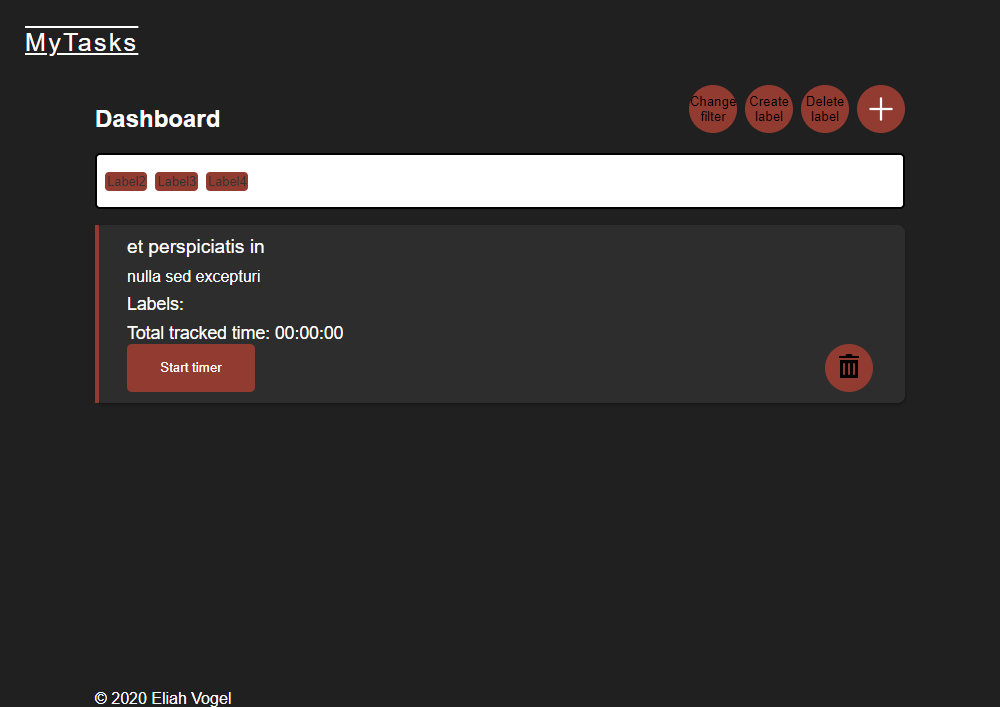 MyTasks
Dashboard
Change filter
Create label
Delete label
Label2 Label3 Label4
et perspiciatis in
nulla sed excepturi
Labels:
Total tracked time: 00:00:00
Start timer
© 2020 Eliah Vogel